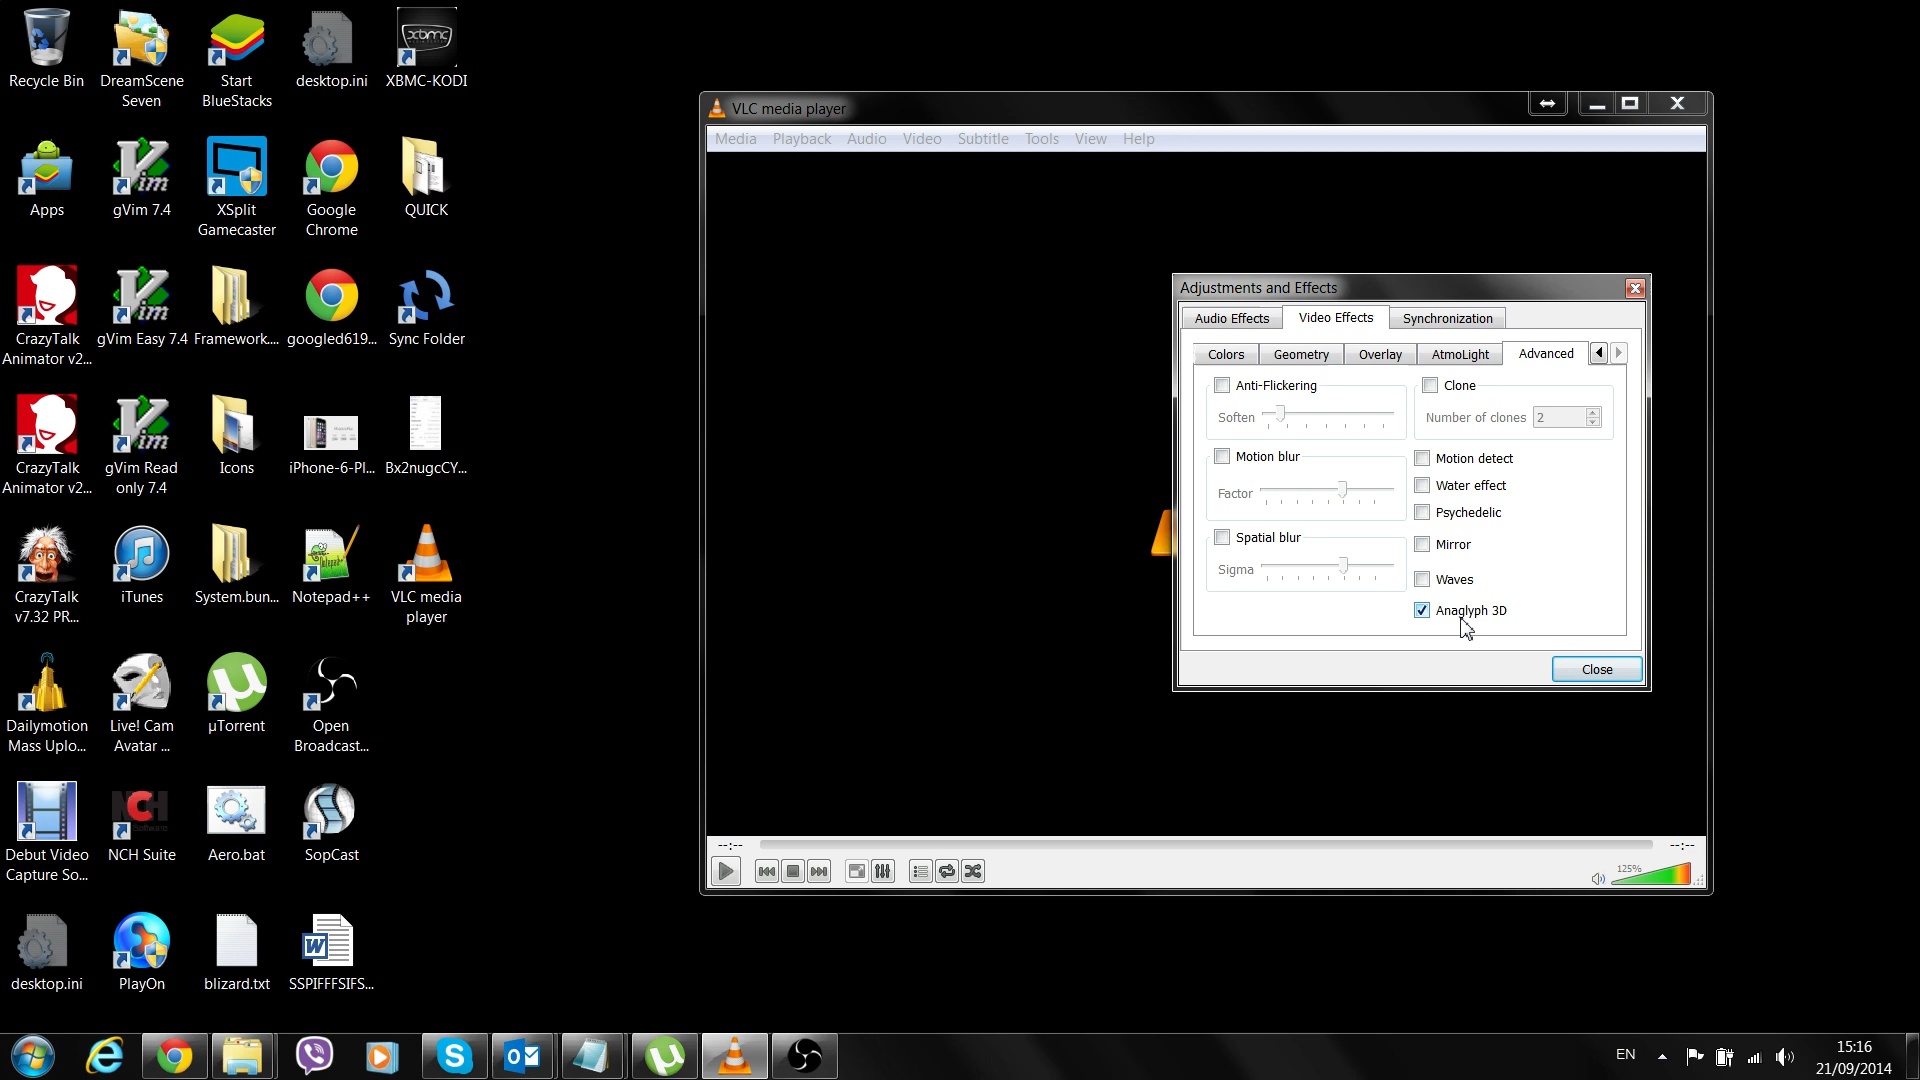 Recycle Bin
DreamScene
Seven
Start
BlueStacks
desktop.ini
xbmc
XBMC-KODI
Apps
gVim 7.4
XSplit
Gamecaster
Google
Chrome
QUICK
CrazyTalk
Animator v2...
gVim Easy 7.4
Framework....
googled619...
Sync Folder
CrazyTalk
Animator v2...
gVim Read
only 7.4
Icons
iPhone-6-Pl...
Bx2nugcCY...
CrazyTalk
v7.32 PR...
iTunes
System.bun...
Notepad++
VLC media
player
Dailymotion
Mass Uplo...
Live! Cam
Avatar ...
µTorrent
Open
Broadcast...
Debut Video
Capture So...
NCH
NCH Suite
Aero.bat
SopCast
desktop.ini
PlayOn
blizard.txt
SSPIFFFSIFS...
VLC media player
Media Playback Audio Video Subtitle Tools View Help
Adjustments and Effects
Audio Effects Video Effects Synchronization
Colors Geometry Overlay AtmoLight Advanced
Anti-Flickering
Soften
Clone
Number of clones 2
Motion blur
Factor
Motion detect
Water effect
Psychedelic
Spatial blur
Sigma
Mirror
Waves
Anaglyph 3D
Close
--:-- --:--
125%
EN
15:16
21/09/2014